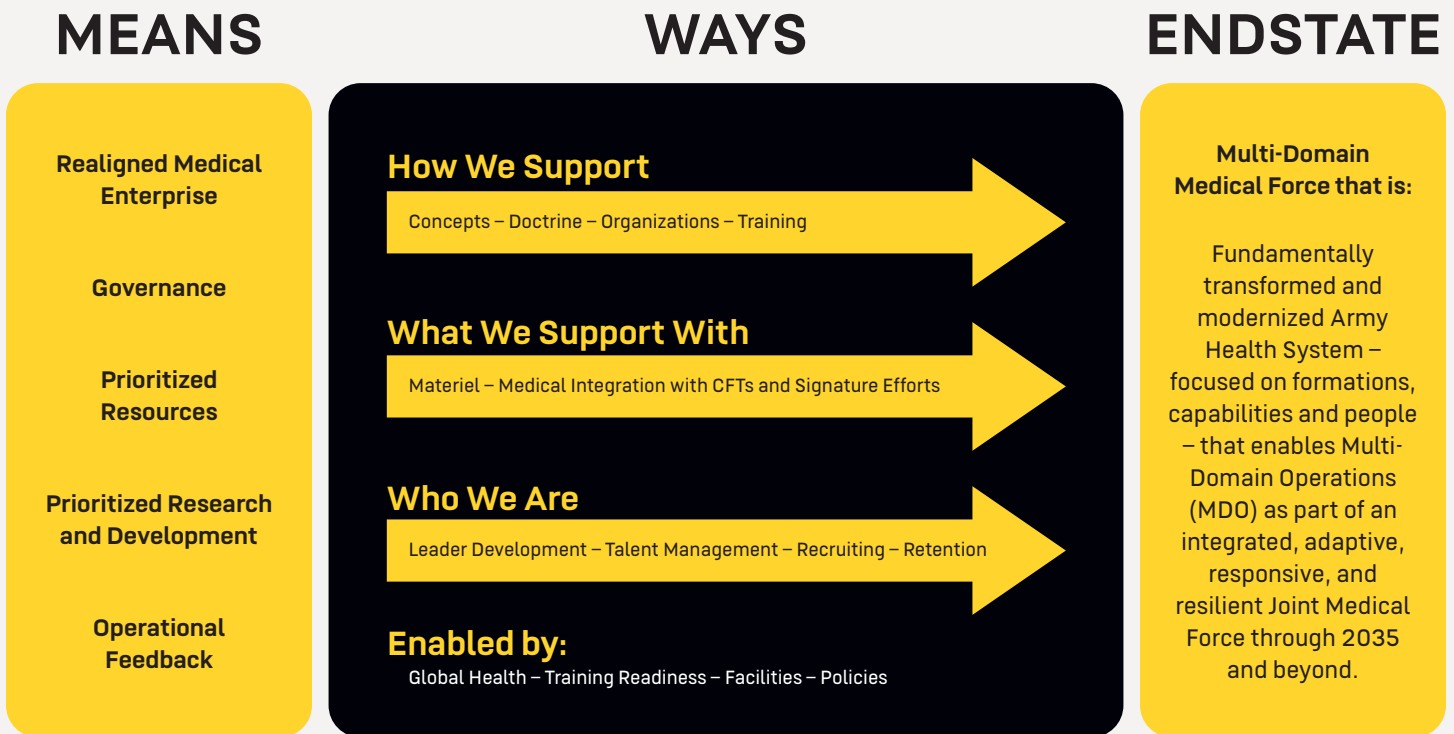 MEANS
Realigned Medical
Enterprise
Governance
Prioritized
Resources
Prioritized Research
and Development
Operational
Feedback
WAYS
How We Support
Concepts – Doctrine – Organizations – Training
What We Support With
Materiel – Medical Integration with CFTs and Signature Efforts
Who We Are
Leader Development – Talent Management – Recruiting – Retention
Enabled by:
Global Health – Training Readiness – Facilities – Policies
ENDSTATE
Multi-Domain
Medical Force that is:
Fundamentally
transformed and
modernized Army
Health System –
focused on formations,
capabilities and people
– that enables Multi-
Domain Operations
(MDO) as part of an
integrated, adaptive,
responsive, and
resilient Joint Medical
Force through 2035
and beyond.